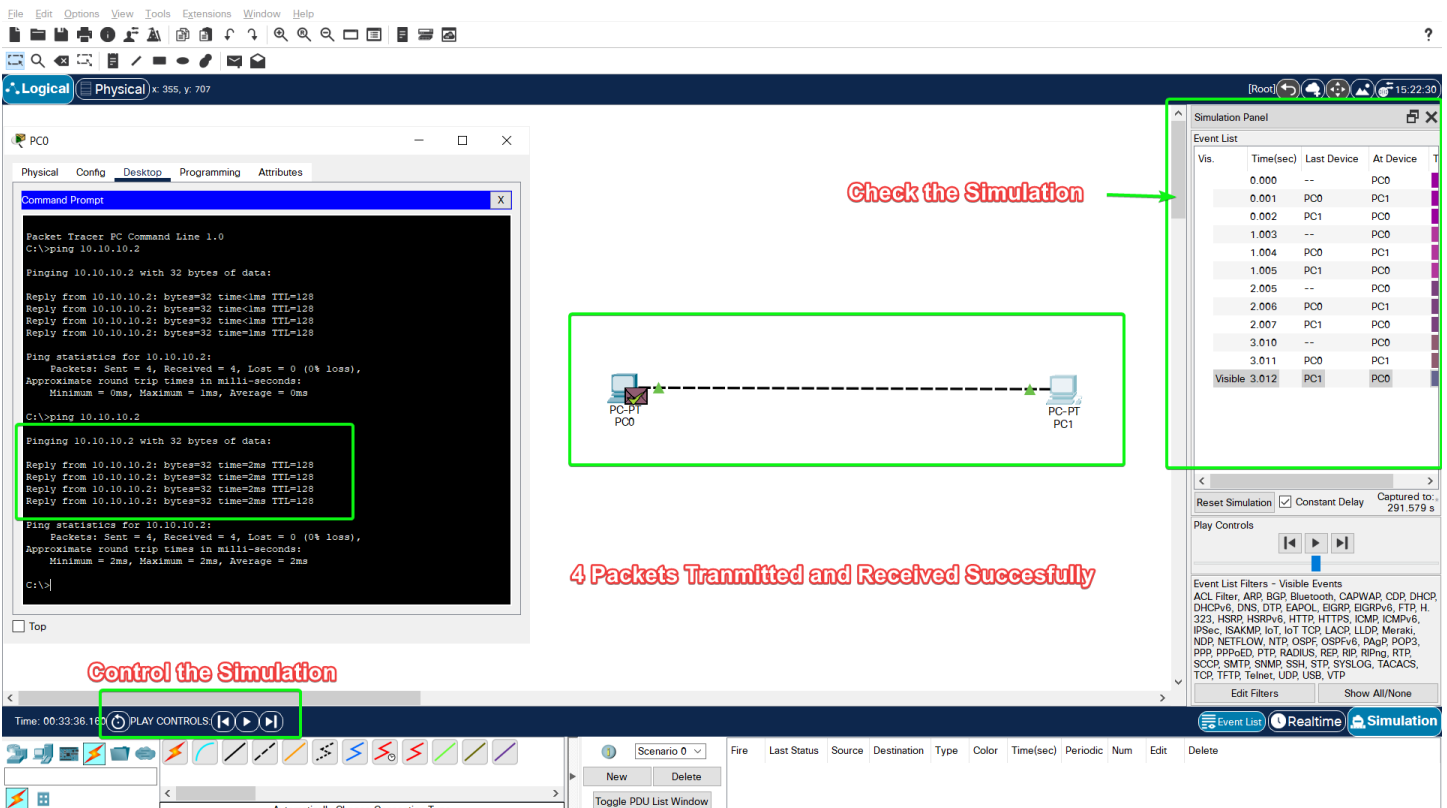 File Edit Options View Tools Extensions Window Help
?
Logical Physical x: 355, y: 707
[Root] 15:22:30
PC0
Physical Config Desktop Programming Attributes
Command Prompt X
Packet Tracer PC Command Line 1.0
C:\>ping 10.10.10.2
Pinging 10.10.10.2 with 32 bytes of data:
Reply from 10.10.10.2: bytes=32 time<1ms TTL=128
Reply from 10.10.10.2: bytes=32 time<1ms TTL=128
Reply from 10.10.10.2: bytes=32 time<1ms TTL=128
Reply from 10.10.10.2: bytes=32 time=1ms TTL=128
Ping statistics for 10.10.10.2:
Packets: Sent = 4, Received = 4, Lost = 0 (0% loss),
Approximate round trip times in milli-seconds:
Minimum = 0ms, Maximum = 1ms, Average = 0ms
C:\>ping 10.10.10.2
Pinging 10.10.10.2 with 32 bytes of data:
Reply from 10.10.10.2: bytes=32 time=2ms TTL=128
Reply from 10.10.10.2: bytes=32 time=2ms TTL=128
Reply from 10.10.10.2: bytes=32 time=2ms TTL=128
Reply from 10.10.10.2: bytes=32 time=2ms TTL=128
Ping statistics for 10.10.10.2:
Packets: Sent = 4, Received = 4, Lost = 0 (0% loss),
Approximate round trip times in milli-seconds:
Minimum = 2ms, Maximum = 2ms, Average = 2ms
C:\>
Top
Check the Simulation
PC-PT
PC0
PC-PT
PC1
4 Packets Tranmitted and Received Succesfully
Control the Simulation
Simulation Panel
Event List
Vis. Time(sec) Last Device At Device T
0.000 -- PC0
0.001 PC0 PC1
0.002 PC1 PC0
1.003 -- PC0
1.004 PC0 PC1
1.005 PC1 PC0
2.005 -- PC0
2.006 PC0 PC1
2.007 PC1 PC0
3.010 -- PC0
3.011 PC0 PC1
Visible 3.012 PC1 PC0
Reset Simulation Constant Delay Captured to:
291.579 s
Play Controls
Event List Filters - Visible Events
ACL Filter, ARP, BGP, Bluetooth, CAPWAP, CDP, DHCP,
DHCPv6, DNS, DTP, EAPOL, EIGRP, EIGRPv6, FTP, H.
323, HSRP, HSRPv6, HTTP, HTTPS, ICMP, ICMPv6,
IPSec, ISAKMP, IoT, IoT TCP, LACP, LLDP, Meraki,
NDP, NETFLOW, NTP, OSPF, OSPFv6, PAgP, POP3,
PPP, PPPoED, PTP, RADIUS, REP, RIP, RIPng, RTP,
SCCP, SMTP, SNMP, SSH, STP, SYSLOG, TACACS,
TCP, TFTP, Telnet, UDP, USB, VTP
Edit Filters Show All/None
Time: 00:33:36.160 PLAY CONTROLS:
Event List Realtime Simulation
Scenario 0
New Delete
Toggle PDU List Window
Fire Last Status Source Destination Type Color Time(sec) Periodic Num Edit Delete